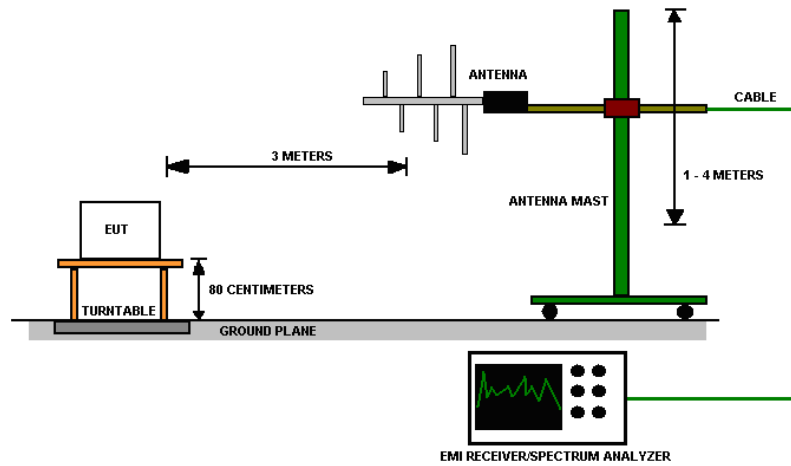 ANTENNA
CABLE
3 METERS
1 - 4 METERS
ANTENNA MAST
EUT
80 CENTIMETERS
TURNTABLE
GROUND PLANE
EMI RECEIVER/SPECTRUM ANALYZER